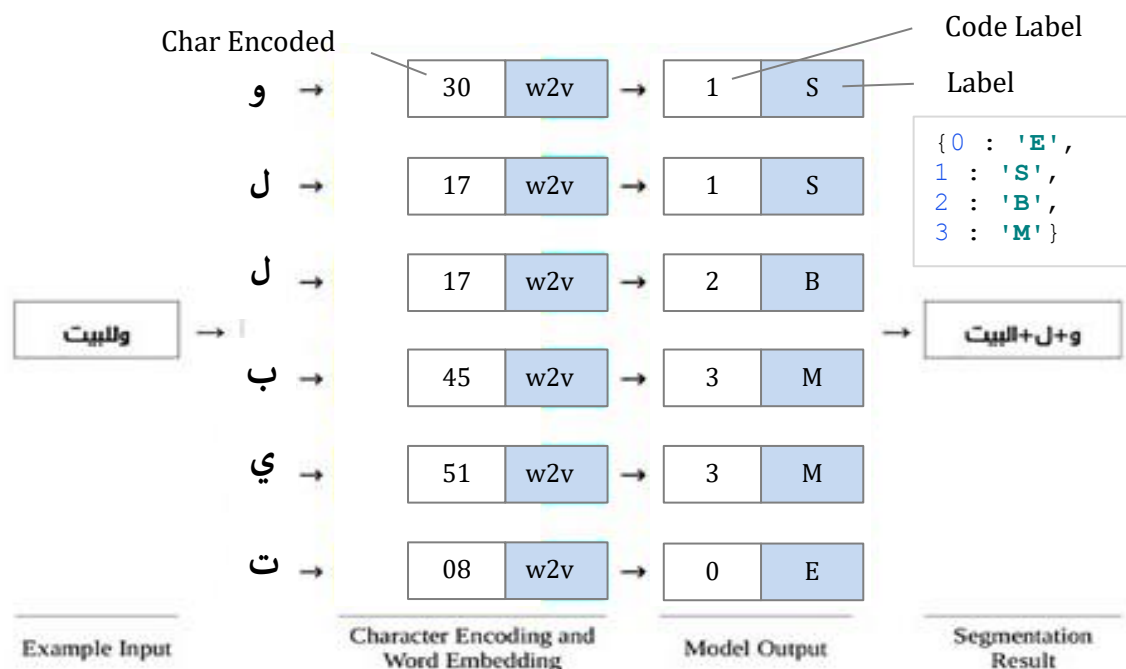 Char Encoded
Code Label
Label
و → 30 w2v → 1 S
ل → 17 w2v → 1 S
{0 : 'E',
1 : 'S',
2 : 'B',
3 : 'M'}
ل → 17 w2v → 2 B
وللبيت →
→ و+ل+البيت
ب → 45 w2v → 3 M
ي → 51 w2v → 3 M
ت → 08 w2v → 0 E
Example Input
Character Encoding and
Word Embedding
Model Output
Segmentation
Result